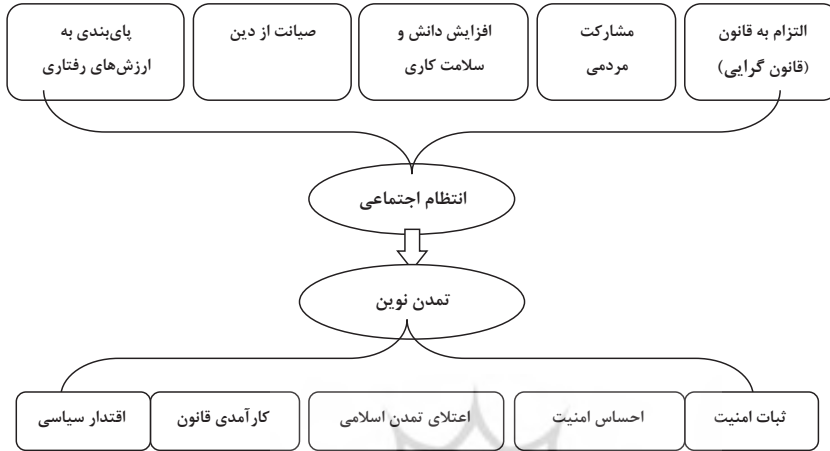 التزام به قانون
(قانون گرایی)
مشارکت
مردمی
افزایش دانش و
سلامت کاری
صیانت از دین
پای‌بندی به
ارزش‌های رفتاری
انتظام اجتماعی
تمدن نوین
ثبات امنیت
احساس امنیت
اعتلای تمدن اسلامی
کارآمدی قانون
اقتدار سیاسی